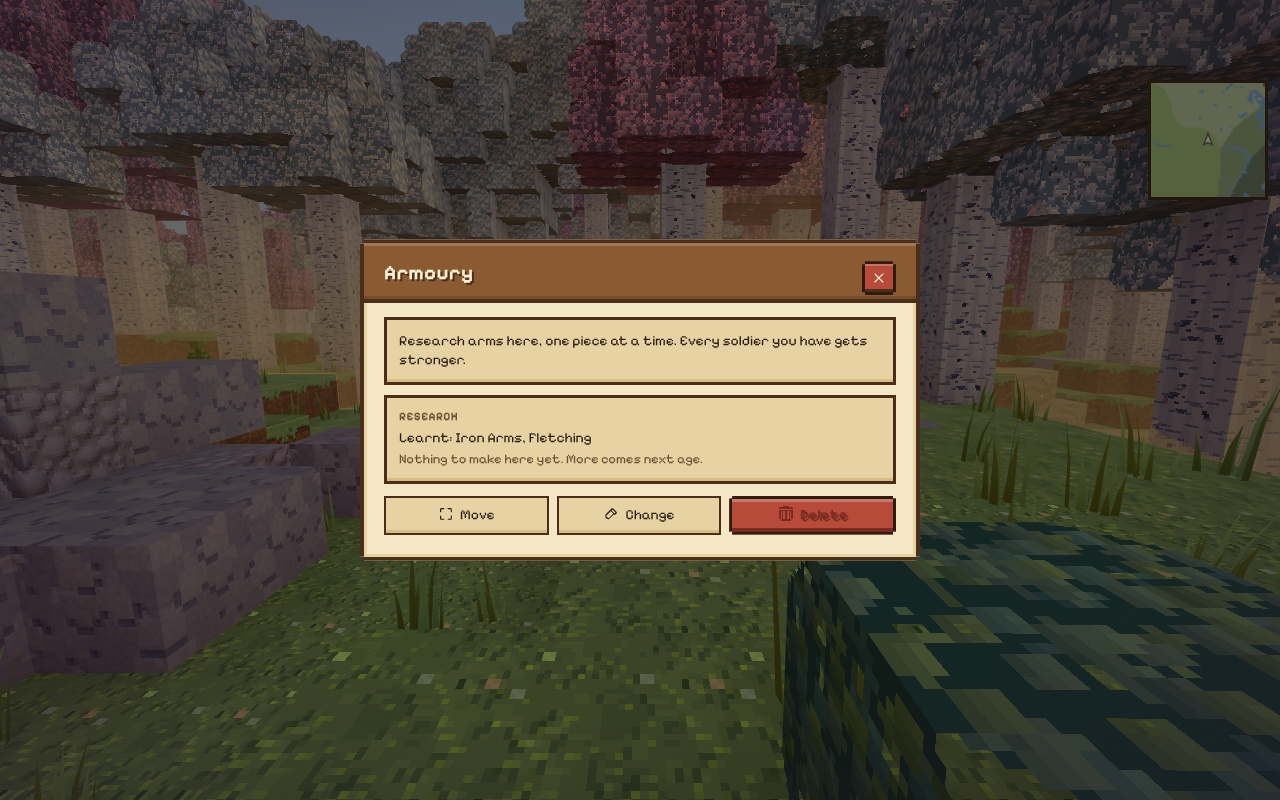 Armoury
Research arms here, one piece at a time. Every soldier you have gets
stronger.
RESEARCH
Learnt: Iron Arms, Fletching
Nothing to make here yet. More comes next age.
Move
Change
Delete